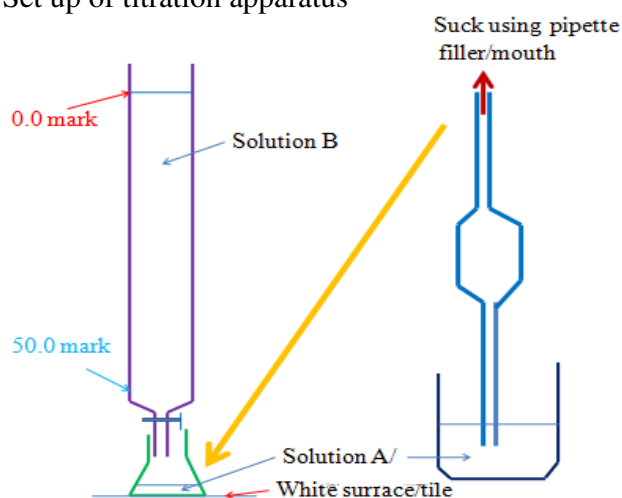 Set up of titration apparatus
Suck using pipette
filler/mouth
0.0 mark
Solution B
50.0 mark
Solution A/
White surface/tile